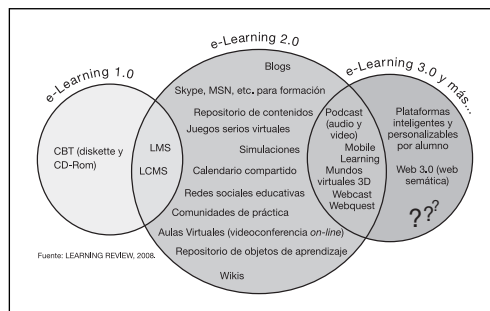 e-Learning 1.0
CBT (diskette y
CD-Rom)
LMS
LCMS
e-Learning 2.0
Blogs
Skype, MSN, etc. para formación
Repositorio de contenidos
Juegos serios virtuales
Simulaciones
Calendario compartido
Redes sociales educativas
Comunidades de práctica
Aulas Virtuales (videoconferencia on-line)
Repositorio de objetos de aprendizaje
Wikis
Podcast
(audio y
video)
Mobile
Learning
Mundos
virtuales 3D
Webcast
Webquest
e-Learning 3.0 y más...
Plataformas
inteligentes y
personalizables
por alumno
Web 3.0 (web
semática)
???
Fuente: LEARNING REVIEW, 2008.